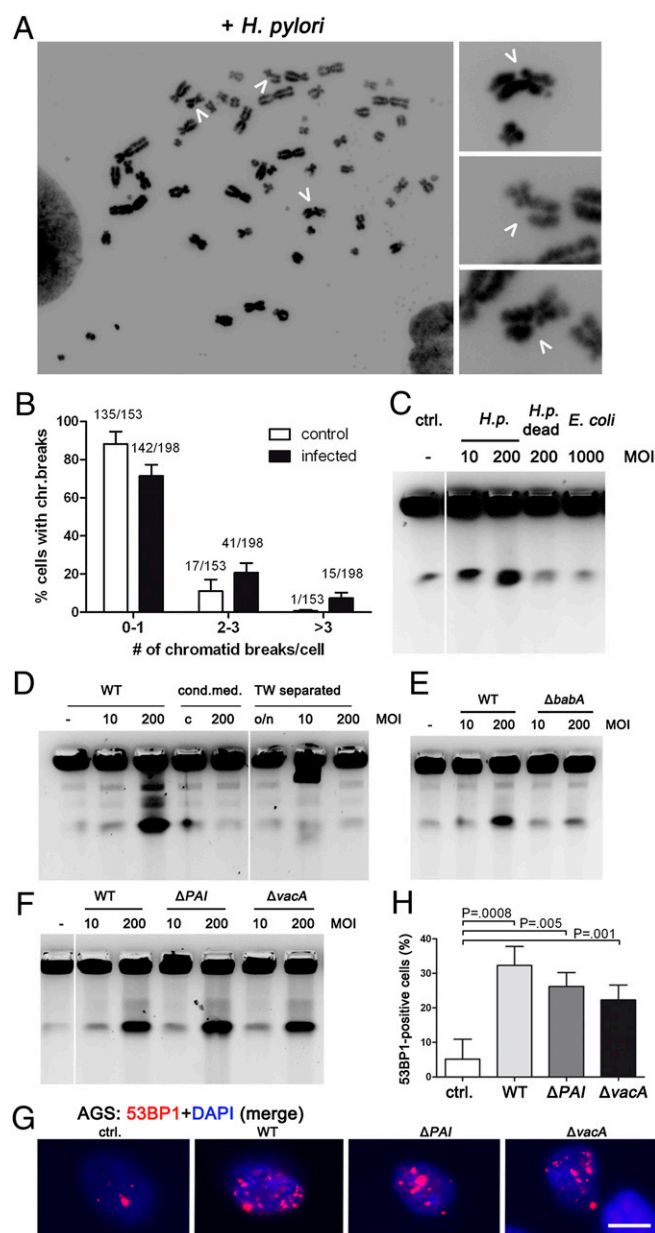 A
+ H. pylori
B
% cells with chr.breaks
100
80
60
40
20
0
135/153
142/198
17/153
41/198
1/153
15/198
control
infected
0-1
2-3
>3
# of chromatid breaks/cell
C
ctrl.
H.p.
H.p. dead
E. coli
-
10
200
200
1000
MOI
D
WT
cond.med.
TW separated
-
10
200
c
200
o/n
10
200
MOI
E
WT
ΔbabA
-
10
200
10
200
MOI
F
WT
ΔPAI
ΔvacA
-
10
200
10
200
10
200
MOI
H
P=.0008
P=.005
P=.001
53BP1-positive cells (%)
40
30
20
10
0
ctrl.
WT
ΔPAI
ΔvacA
G
AGS: 53BP1+DAPI (merge)
ctrl.
WT
ΔPAI
ΔvacA